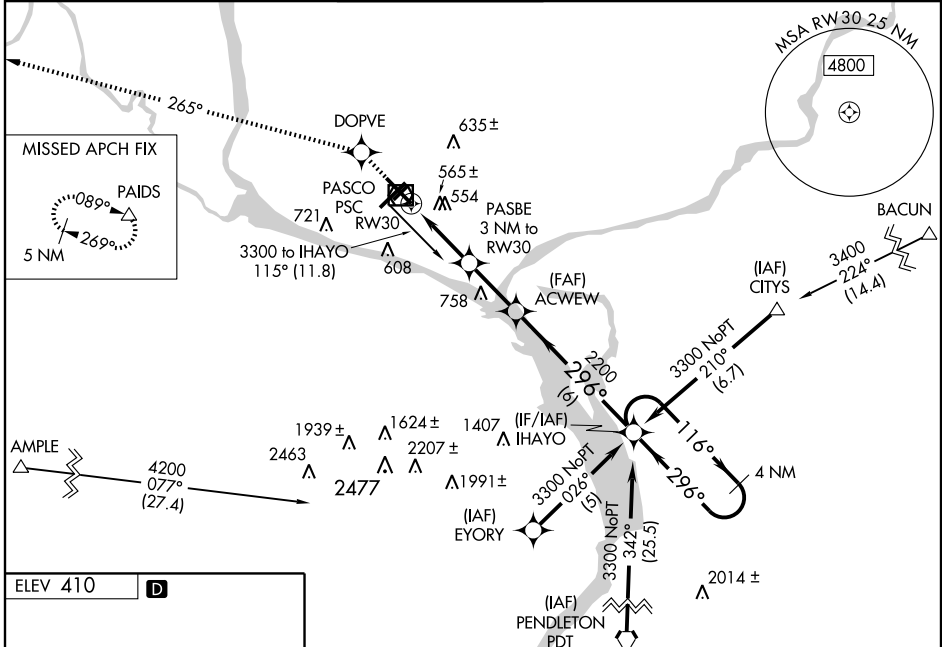 MSA RW30 25 NM
4800
265°
DOPVE
635 ±
MISSED APCH FIX
089°
PAIDS
269°
5 NM
565 ±
554
PASCO
PSC
RW30
721
PASBE
3 NM to
RW30
3300 to IHAYO
115° (11.8)
608
758
(FAF)
ACWEW
BACUN
3400
224°
(14.4)
(IAF)
CITYS
3300 NoPT
210°
(6.7)
2200
296°
(6)
(IF/IAF)
IHAYO
116°
296°
4 NM
AMPLE
4200
077°
(27.4)
1939 ±
1624 ±
1407
2463
2207 ±
2477
1991±
3300 NoPT
026°
(5)
(IAF)
EYORY
3300 NoPT
342°
(25.5)
2014 ±
(IAF)
PENDLETON
PDT
ELEV 410 D